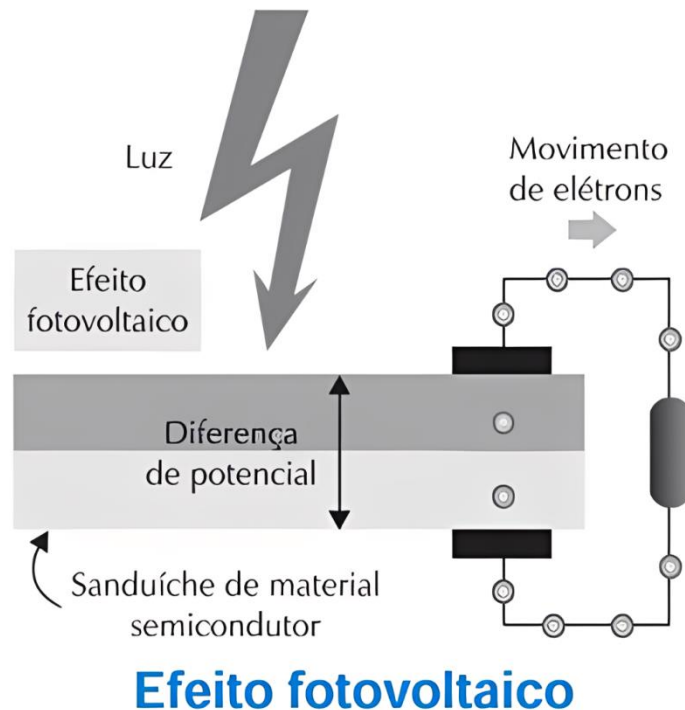 Luz
Movimento
de elétrons
Efeito
fotovoltaico
Diferença
de potencial
Sanduíche de material
semicondutor
Efeito fotovoltaico